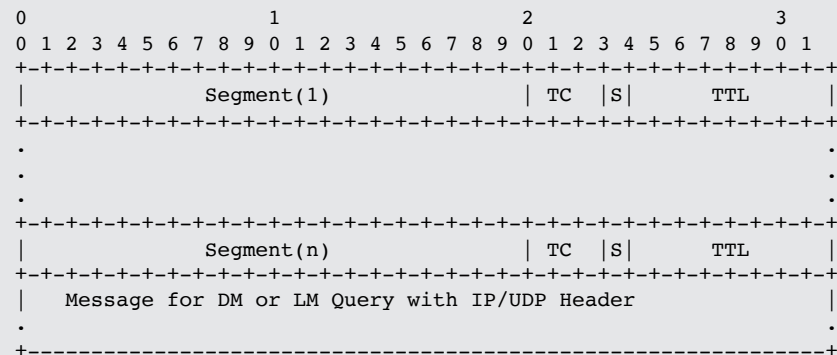 0                   1                   2                   3
0 1 2 3 4 5 6 7 8 9 0 1 2 3 4 5 6 7 8 9 0 1 2 3 4 5 6 7 8 9 0 1
+-+-+-+-+-+-+-+-+-+-+-+-+-+-+-+-+-+-+-+-+-+-+-+-+-+-+-+-+-+-+-+-+
|              Segment(1)               | TC  |S|      TTL      |
+-+-+-+-+-+-+-+-+-+-+-+-+-+-+-+-+-+-+-+-+-+-+-+-+-+-+-+-+-+-+-+-+
.                                                               .
.                                                               .
.                                                               .
+-+-+-+-+-+-+-+-+-+-+-+-+-+-+-+-+-+-+-+-+-+-+-+-+-+-+-+-+-+-+-+-+
|              Segment(n)               | TC  |S|      TTL      |
+-+-+-+-+-+-+-+-+-+-+-+-+-+-+-+-+-+-+-+-+-+-+-+-+-+-+-+-+-+-+-+-+
|   Message for DM or LM Query with IP/UDP Header               |
.                                                               .
+---------------------------------------------------------------+